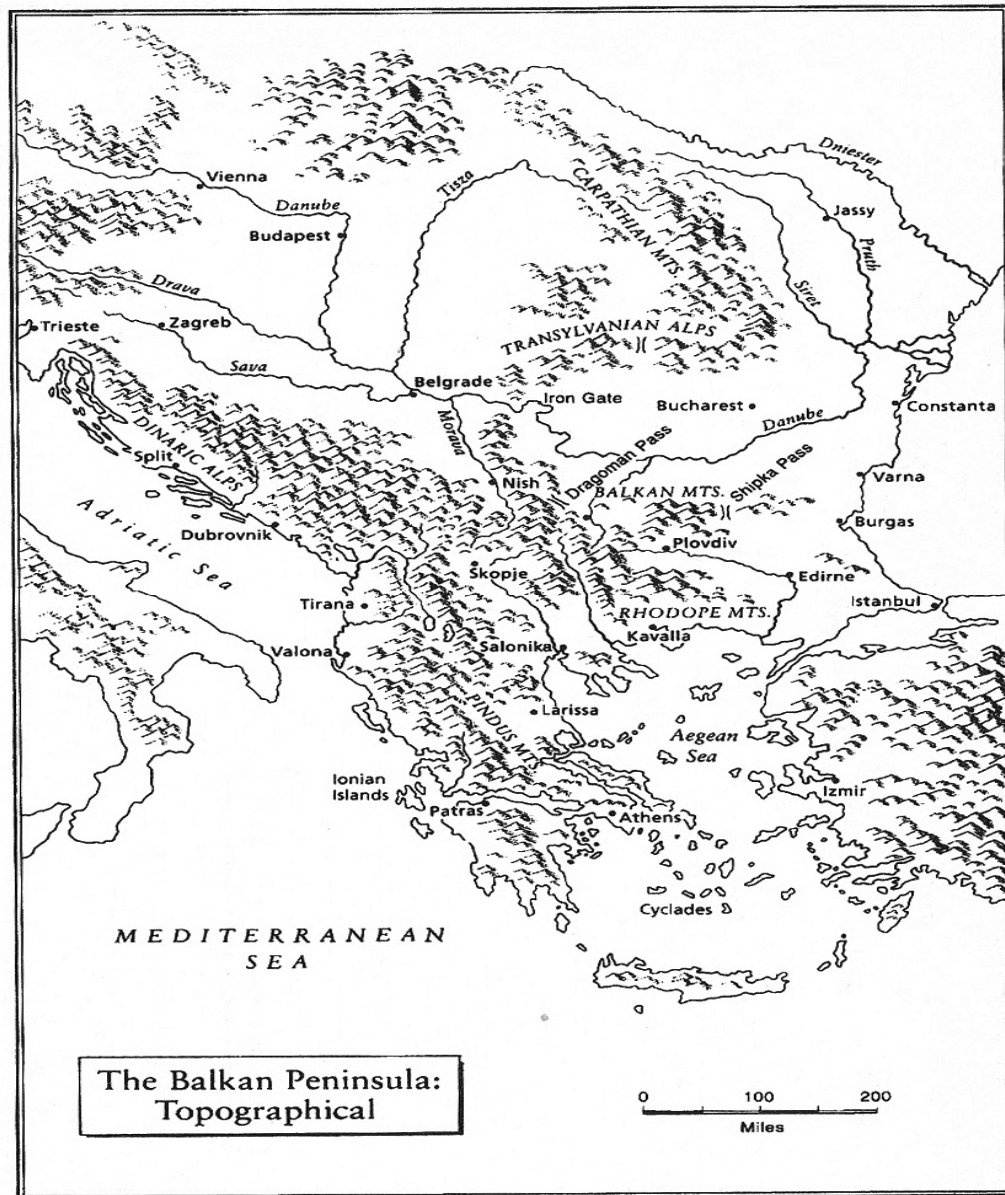 Dniester
Vienna
Tisza
CARPATHIAN MTS.
Danube
Jassy
Budapest
Pruth
Siret
Drava
Trieste
Zagreb
TRANSYLVANIAN ALPS
Sava
Belgrade
Iron Gate
Bucharest
Danube
Constanta
Morava
DINARIC ALPS
Split
Dragoman Pass
Shipka Pass
Nish
BALKAN MTS.
Varna
Adriatic Sea
Dubrovnik
Burgas
Plovdiv
Skopje
Edirne
Tirana
RHODOPE MTS.
Istanbul
Kavalla
Valona
Salonika
Larissa
PINDUS MTS.
Aegean
Sea
Ionian
Islands
Izmir
Patras
Athens
Cyclades
MEDITERRANEAN
SEA
The Balkan Peninsula:
Topographical
0 100 200
Miles